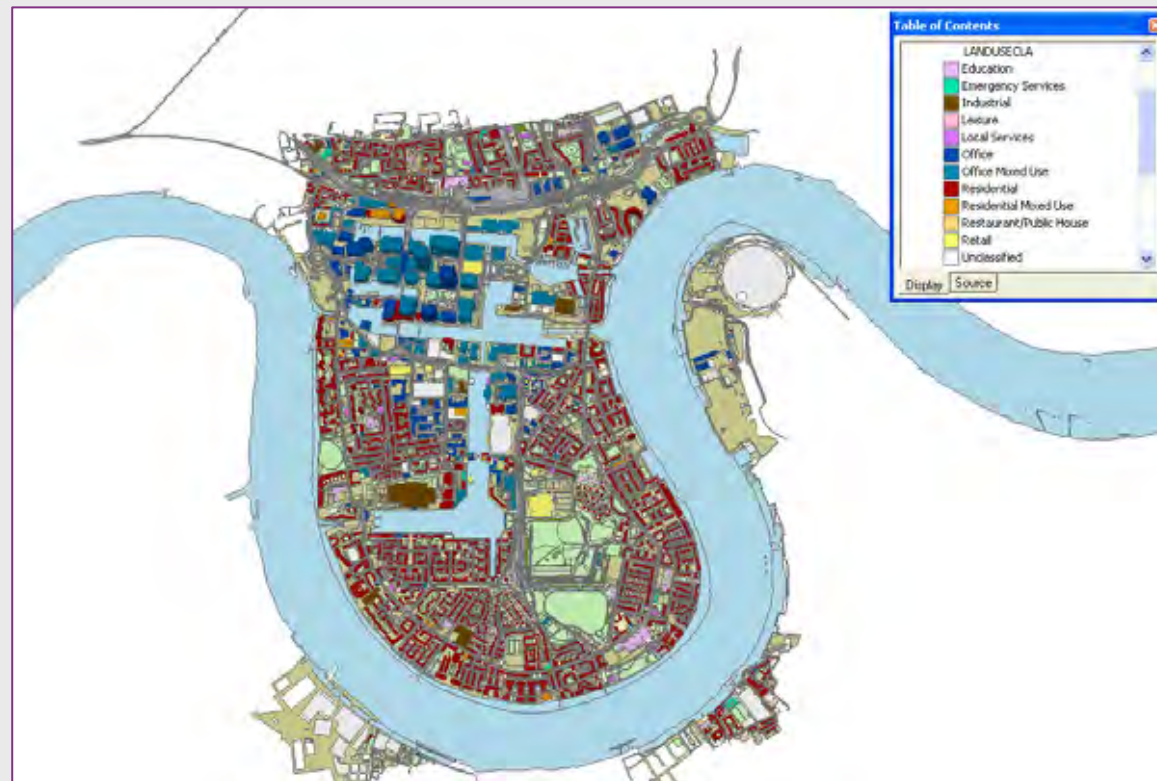 Table of Contents
LANDUSECLA
Education
Emergency Services
Industrial
Leisure
Local Services
Office
Office Mixed Use
Residential
Residential Mixed Use
Restaurant/Public House
Retail
Unclassified
Display Source